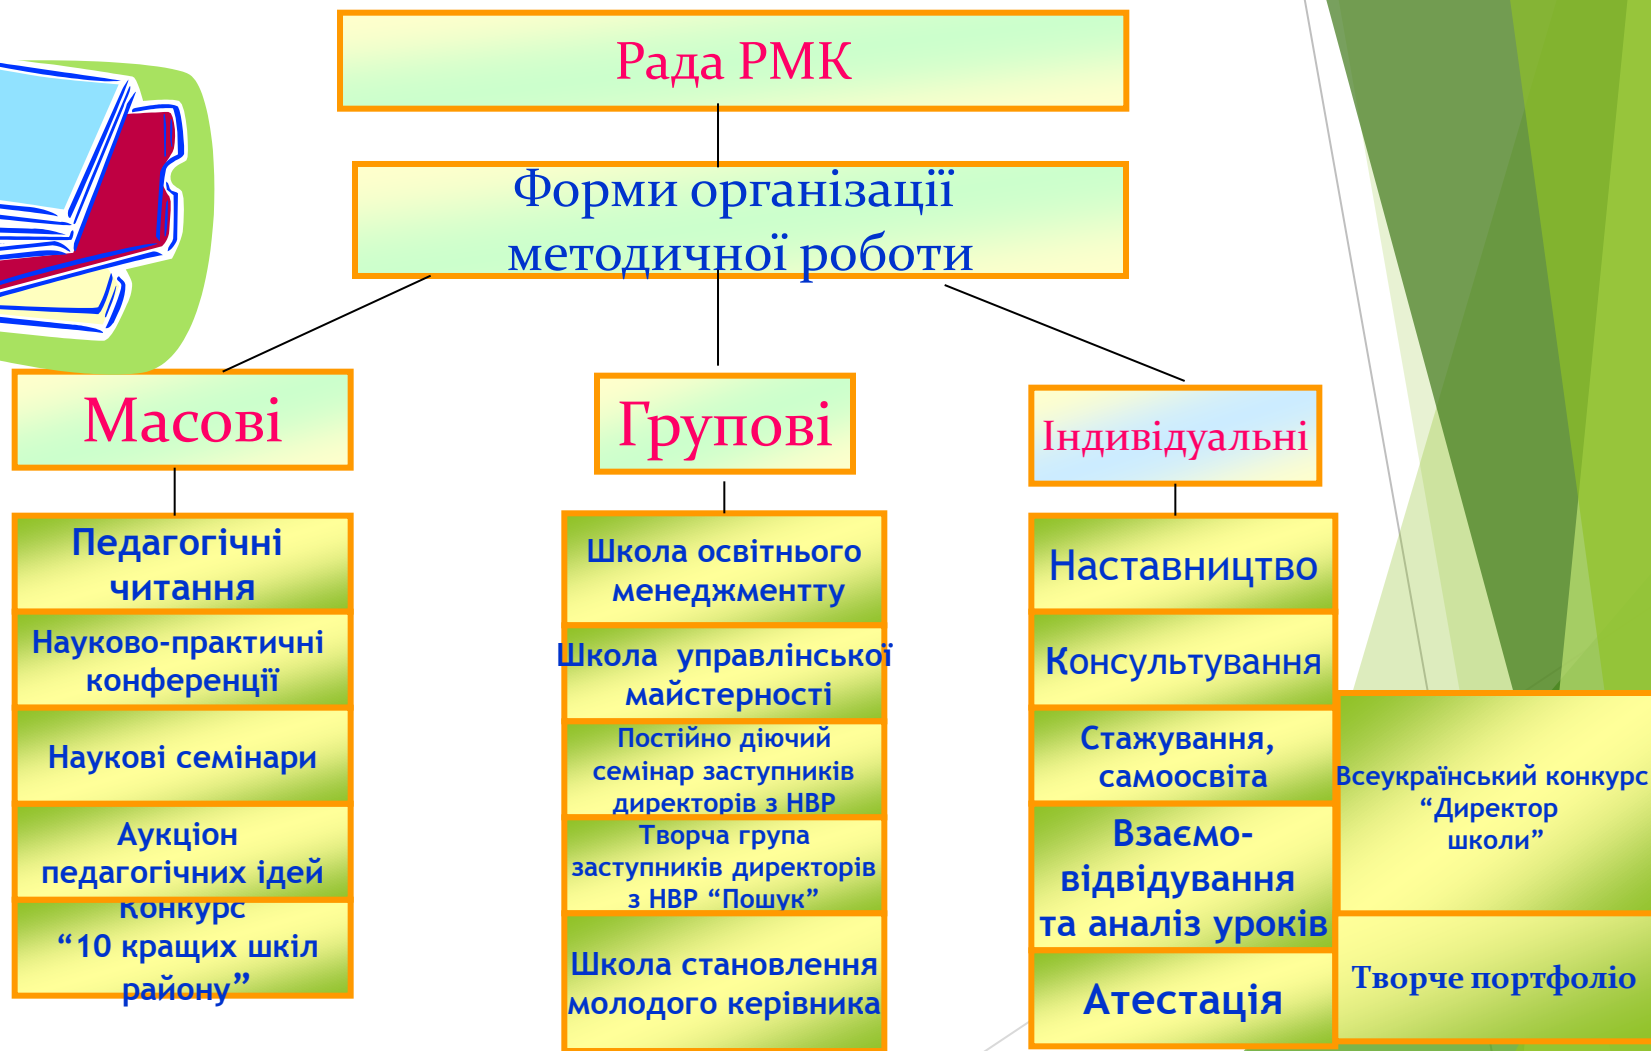 Рада РМК
Форми організації
методичної роботи
Масові
Групові
Індивідуальні
Педагогічні
читання
Науково-практичні
конференції
Наукові семінари
Аукціон
педагогічних ідей
Конкурс
“10 кращих шкіл
району”
Школа освітнього
менеджментту
Школа управлінської
майстерності
Постійно діючий
семінар заступників
директорів з НВР
Творча група
заступників директорів
з НВР “Пошук”
Школа становлення
молодого керівника
Наставництво
Консультування
Стажування,
самоосвіта
Взаємо-
відвідування
та аналіз уроків
Атестація
Всеукраїнський конкурс
“Директор
школи”
Творче портфоліо